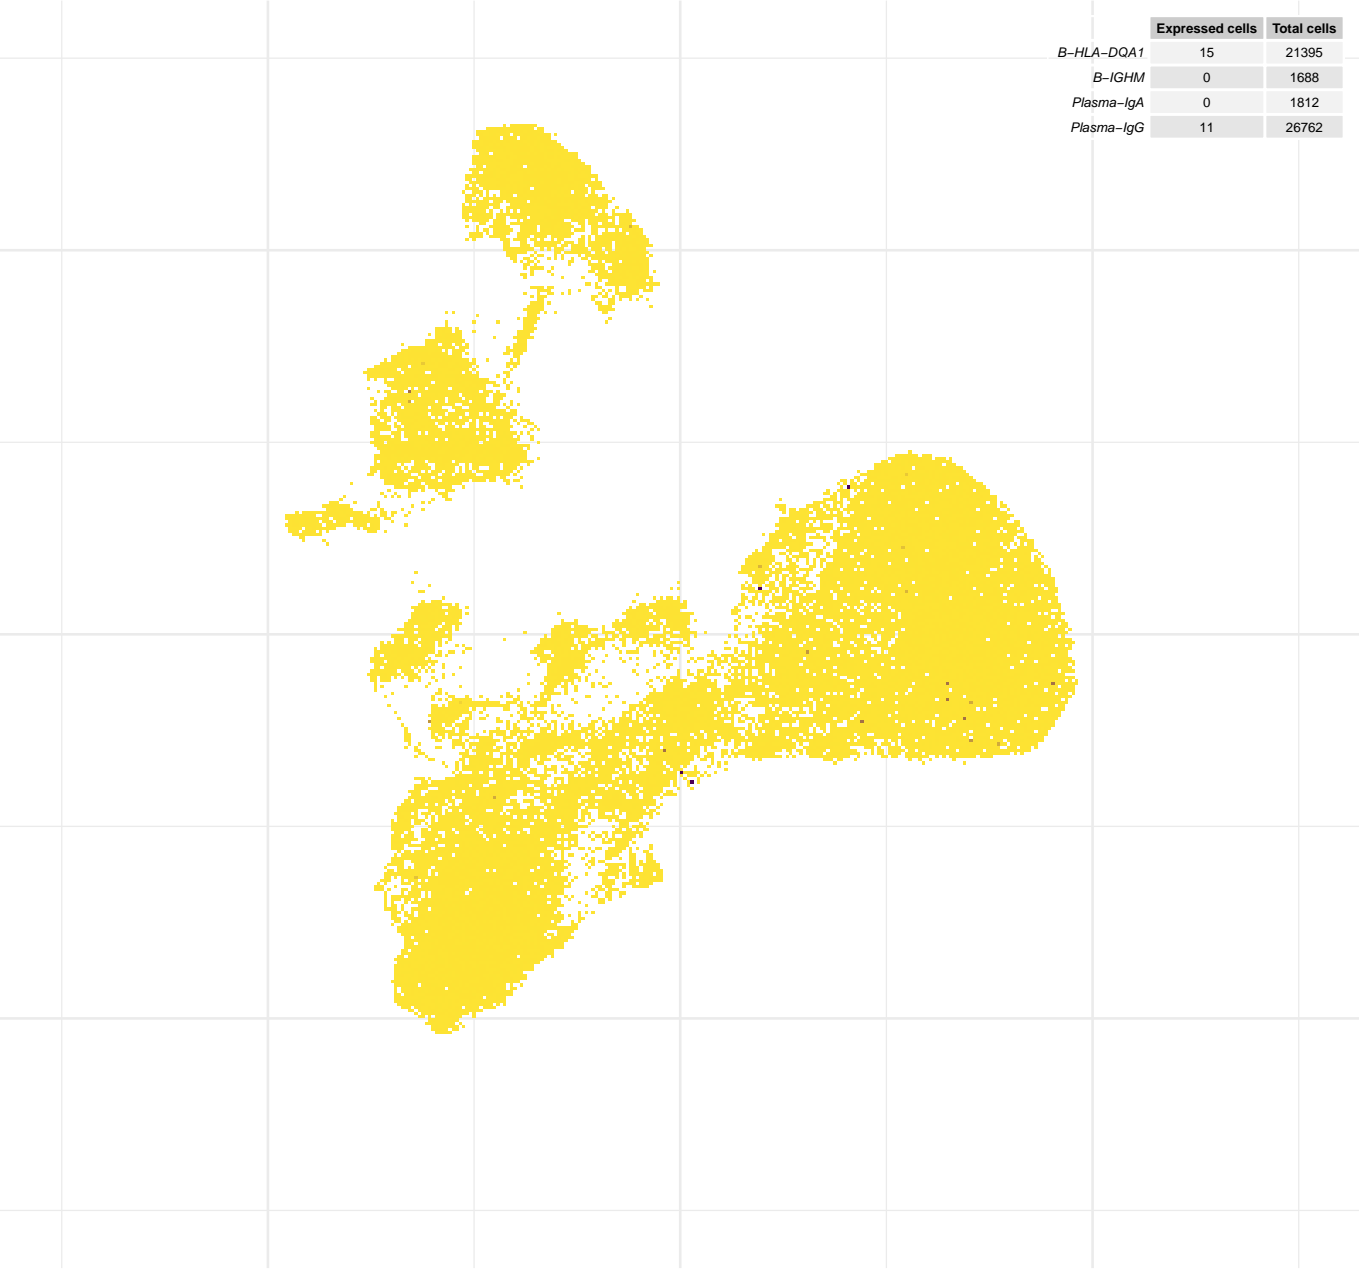 Expressed cells Total cells
B−HLA−DQA1 15 21395
B−IGHM 0 1688
Plasma−IgA 0 1812
Plasma−IgG 11 26762